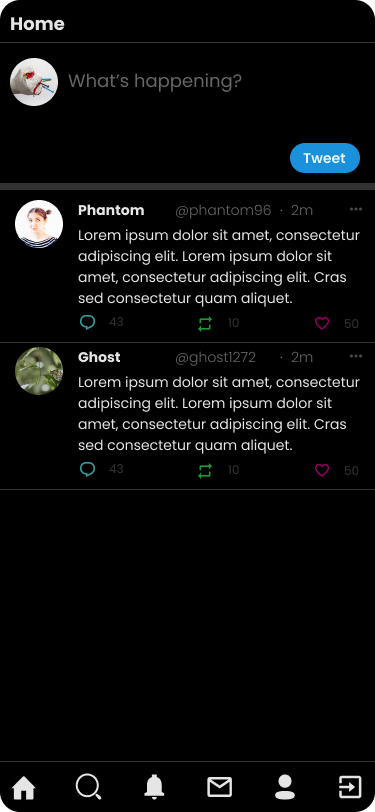 Home
What's happening?
Tweet
Phantom @phantom96 · 2m
Lorem ipsum dolor sit amet, consectetur
adipiscing elit. Lorem ipsum dolor sit
amet, consectetur adipiscing elit. Cras
sed consectetur quam aliquet.
43 10 50
Ghost @ghost1272 · 2m
Lorem ipsum dolor sit amet, consectetur
adipiscing elit. Lorem ipsum dolor sit
amet, consectetur adipiscing elit. Cras
sed consectetur quam aliquet.
43 10 50